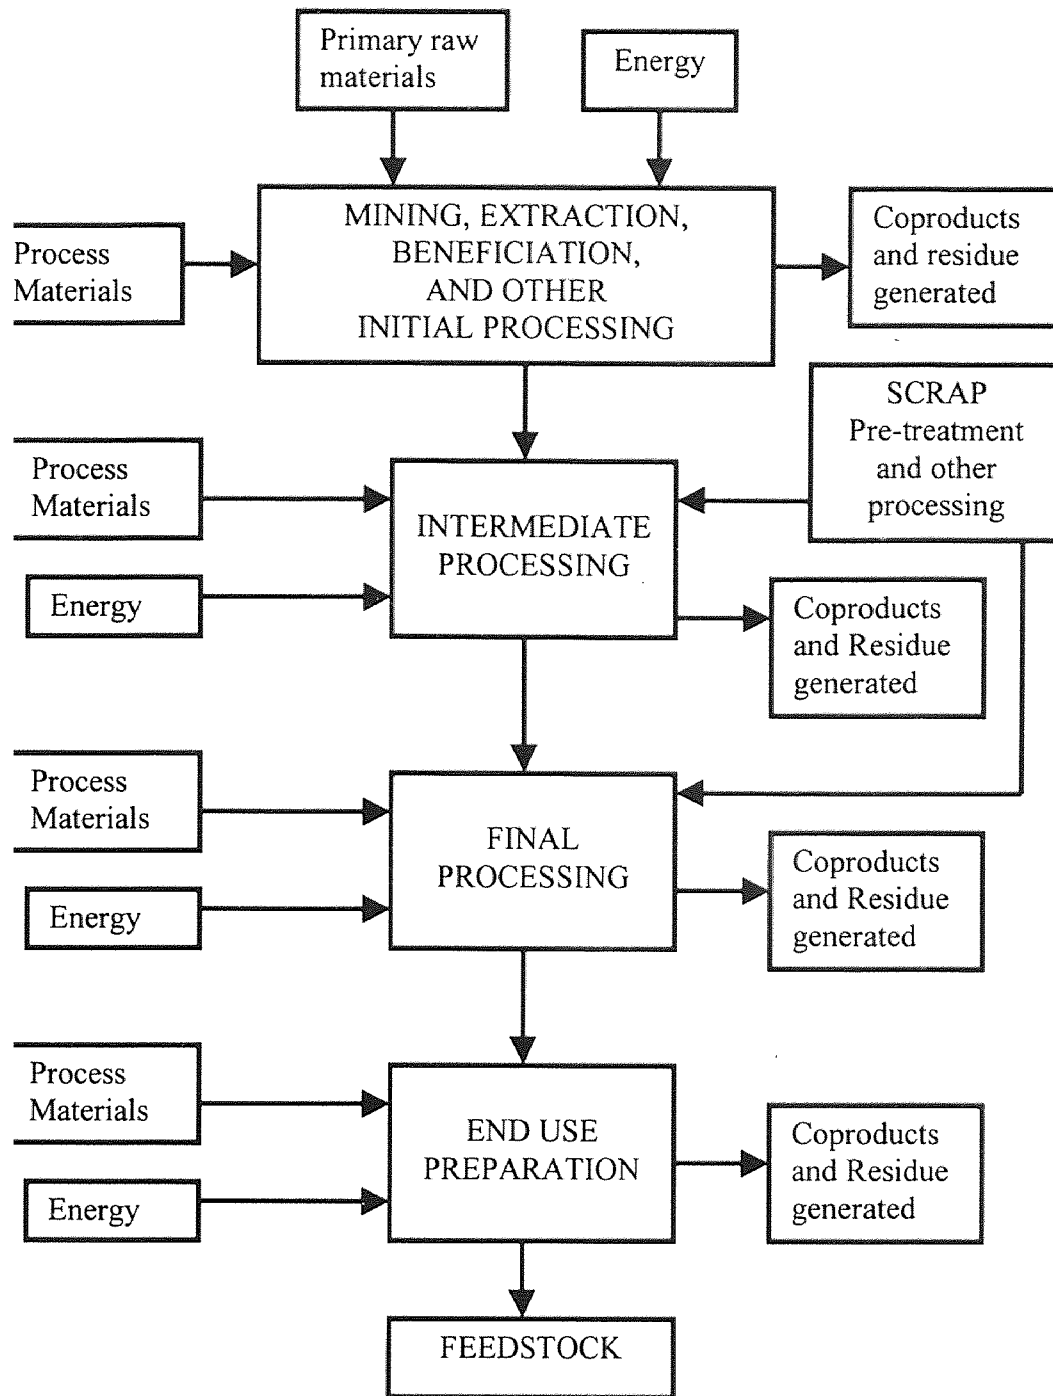 Primary raw
materials
Energy
MINING, EXTRACTION,
BENEFICIATION,
AND OTHER
INITIAL PROCESSING
Process
Materials
Coproducts
and residue
generated
SCRAP
Pre-treatment
and other
processing
Process
Materials
INTERMEDIATE
PROCESSING
Energy
Coproducts
and Residue
generated
Process
Materials
FINAL
PROCESSING
Energy
Coproducts
and Residue
generated
Process
Materials
END USE
PREPARATION
Energy
Coproducts
and Residue
generated
FEEDSTOCK